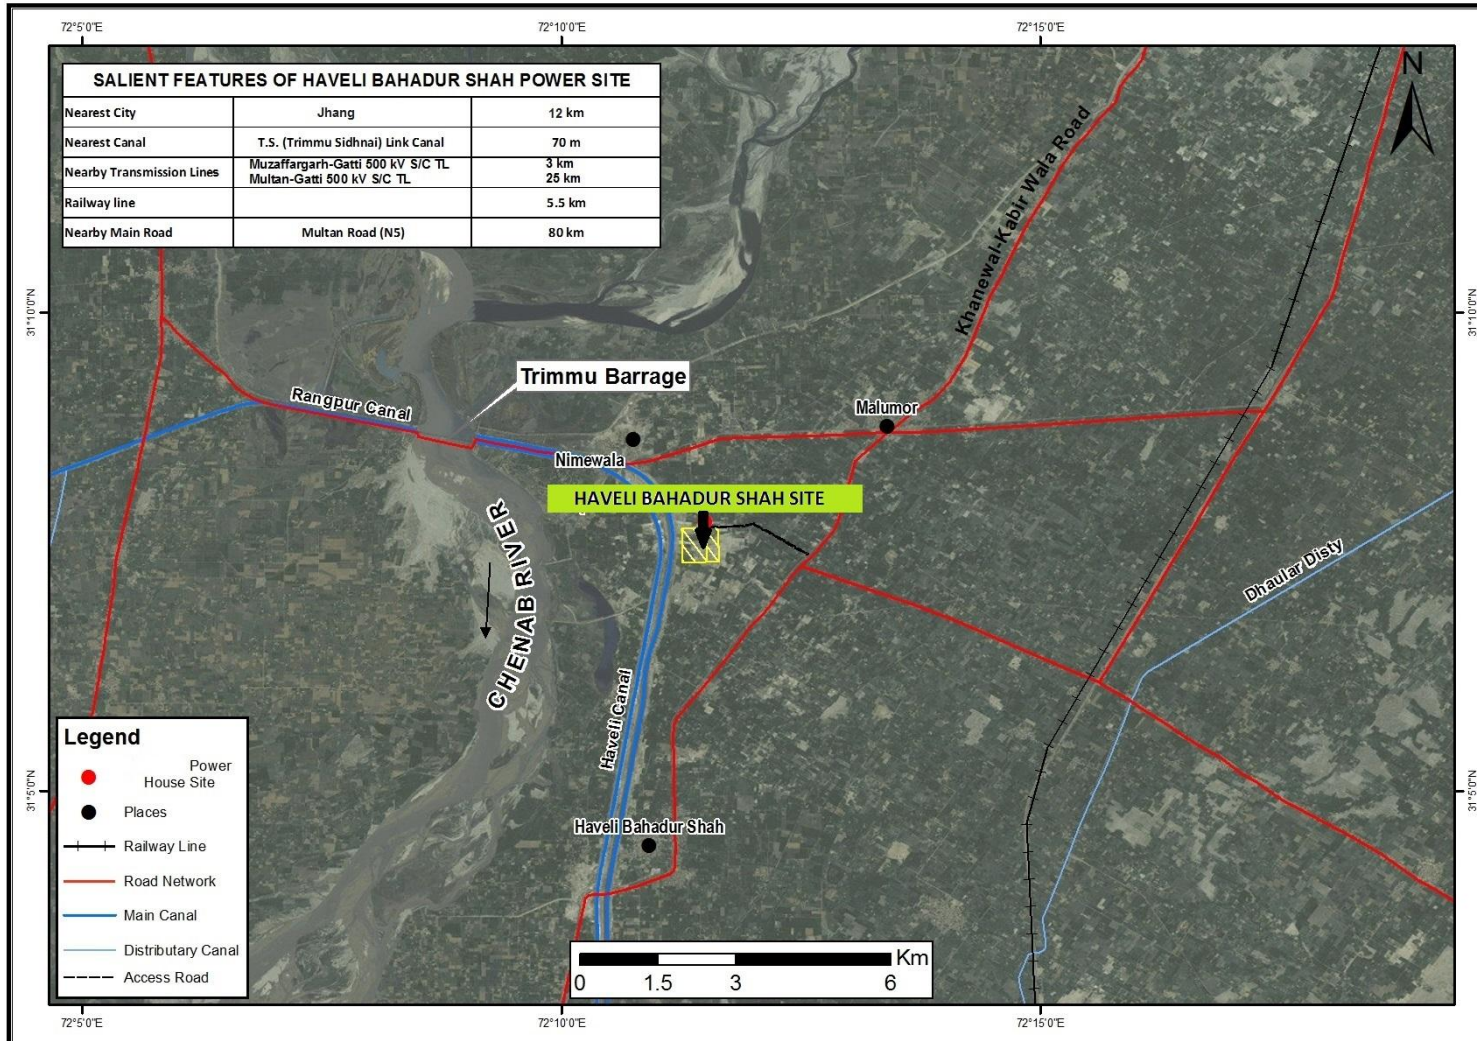 72°5'0"E 72°10'0"E 72°15'0"E
SALIENT FEATURES OF HAVELI BAHADUR SHAH POWER SITE
Nearest City Jhang 12 km
Nearest Canal T.S. (Trimmu Sidhnai) Link Canal 70 m
Nearby Transmission Lines Muzaffargarh-Gatti 500 kV S/C TL 3 km
Multan-Gatti 500 kV S/C TL 25 km
Railway line 5.5 km
Nearby Main Road Multan Road (N5) 80 km
N
Khanewal-Kabir Wala Road
31°10'0"N 31°10'0"N
Trimmu Barrage
Rangpur Canal
Malumor
Nimewala
HAVELI BAHADUR SHAH SITE
CHENAB RIVER
Dhaular Disty
Haveli Canal
31°5'0"N 31°5'0"N
Haveli Bahadur Shah
Legend
Power
House Site
Places
Railway Line
Road Network
Main Canal
Distributary Canal
Access Road
Km
0 1.5 3 6
72°5'0"E 72°10'0"E 72°15'0"E